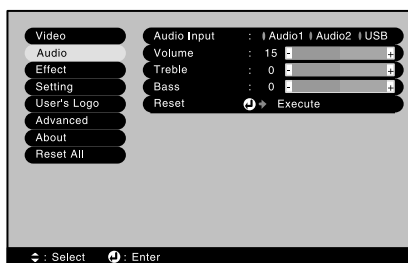 Video
Audio
Effect
Setting
User's Logo
Advanced
About
Reset All
Audio Input : Audio1 Audio2 USB
Volume : 15 - +
Treble : 0 - +
Bass : 0 - +
Reset Execute
: Select : Enter